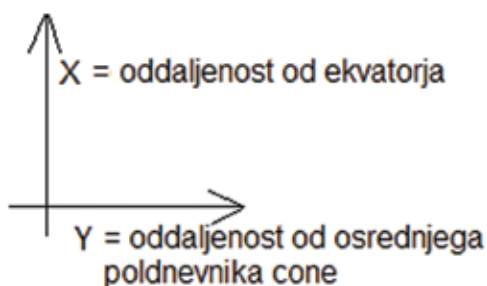 X = oddaljenost od ekvatorja
Y = oddaljenost od osrednjega
poldnevnika cone